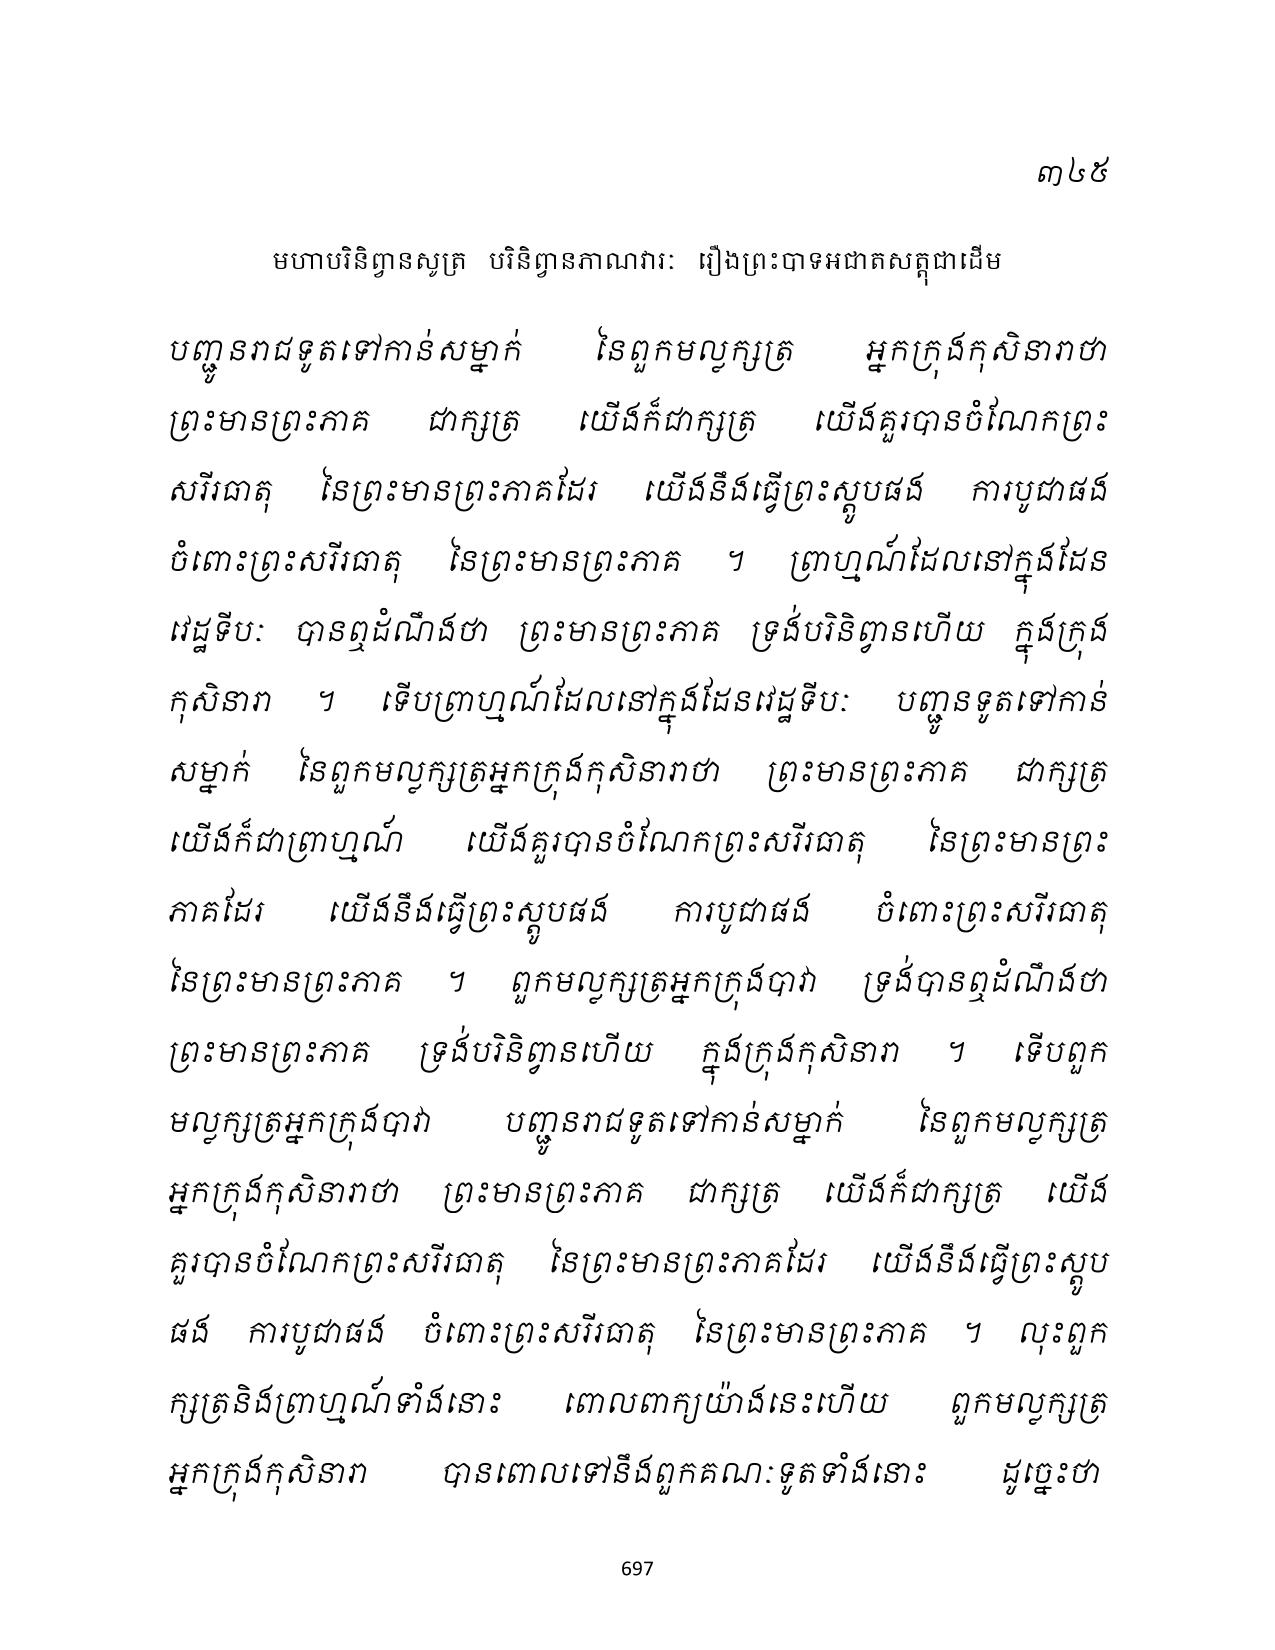 ៣៤៥
មហាបរិនិព្វានសូត្រ បរិនិព្វានភាណវារៈ រឿងព្រះបាទអជាតសត្តុជាដើម
បញ្ជូនរាជទូតទៅកាន់សម្នាក់ នៃពួកមល្លក្សត្រ អ្នកក្រុងកុសិនារាថា
ព្រះមានព្រះភាគ ជាក្សត្រ យើងក៏ជាក្សត្រ យើងគួរបានចំណែកព្រះ
សរីរធាតុ នៃព្រះមានព្រះភាគដែរ យើងនឹងធ្វើព្រះស្តូបផង ការបូជាផង
ចំពោះព្រះសរីរធាតុ នៃព្រះមានព្រះភាគ ។ ព្រាហ្មណ៍ដែលនៅក្នុងដែន
វេដ្ឋទីបៈ បានឮដំណឹងថា ព្រះមានព្រះភាគ ទ្រង់បរិនិព្វានហើយ ក្នុងក្រុង
កុសិនារា ។ ទើបព្រាហ្មណ៍ដែលនៅក្នុងដែនវេដ្ឋទីបៈ បញ្ជូនទូតទៅកាន់
សម្នាក់ នៃពួកមល្លក្សត្រអ្នកក្រុងកុសិនារាថា ព្រះមានព្រះភាគ ជាក្សត្រ
យើងក៏ជាព្រាហ្មណ៍ យើងគួរបានចំណែកព្រះសរីរធាតុ នៃព្រះមានព្រះ
ភាគដែរ យើងនឹងធ្វើព្រះស្តូបផង ការបូជាផង ចំពោះព្រះសរីរធាតុ
នៃព្រះមានព្រះភាគ ។ ពួកមល្លក្សត្រអ្នកក្រុងបាវា ទ្រង់បានឮដំណឹងថា
ព្រះមានព្រះភាគ ទ្រង់បរិនិព្វានហើយ ក្នុងក្រុងកុសិនារា ។ ទើបពួក
មល្លក្សត្រអ្នកក្រុងបាវា បញ្ជូនរាជទូតទៅកាន់សម្នាក់ នៃពួកមល្លក្សត្រ
អ្នកក្រុងកុសិនារាថា ព្រះមានព្រះភាគ ជាក្សត្រ យើងក៏ជាក្សត្រ យើង
គួរបានចំណែកព្រះសរីរធាតុ នៃព្រះមានព្រះភាគដែរ យើងនឹងធ្វើព្រះស្តូប
ផង ការបូជាផង ចំពោះព្រះសរីរធាតុ នៃព្រះមានព្រះភាគ ។ លុះពួក
ក្សត្រនិងព្រាហ្មណ៍ទាំងនោះ ពោលពាក្យយ៉ាងនេះហើយ ពួកមល្លក្សត្រ
អ្នកក្រុងកុសិនារា បានពោលទៅនឹងពួកគណៈទូតទាំងនោះ ដូច្នេះថា
697